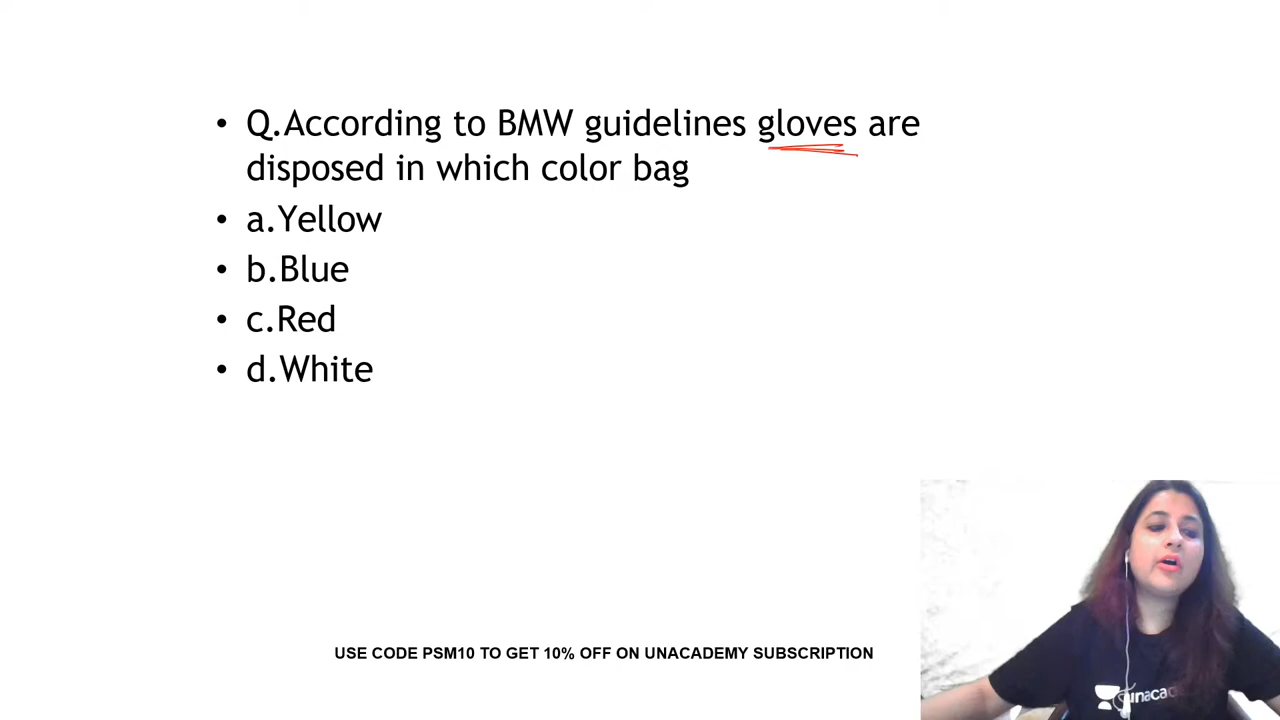 • Q.According to BMW guidelines gloves are
disposed in which color bag
• a.Yellow
• b.Blue
• c.Red
• d.White
USE CODE PSM10 TO GET 10% OFF ON UNACADEMY SUBSCRIPTION